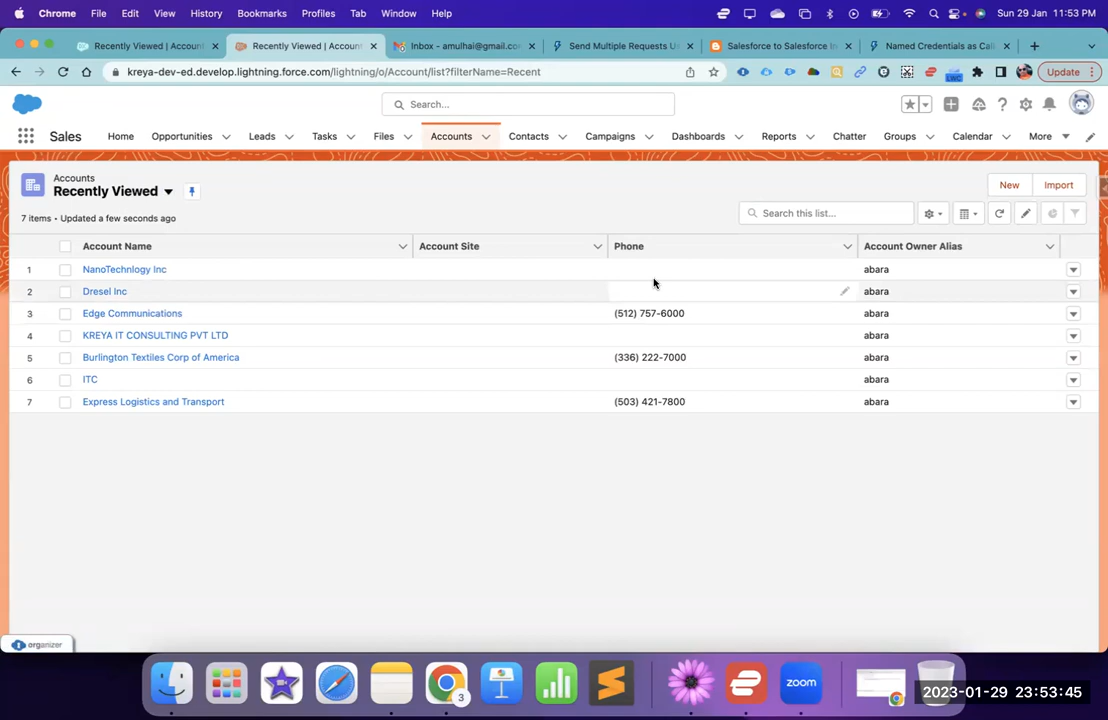 Chrome File Edit View History Bookmarks Profiles Tab Window Help Sun 29 Jan 11:53 PM
Recently Viewed | Account Recently Viewed | Account Inbox - amulhai@gmail.co Send Multiple Requests U Salesforce to Salesforce In Named Credentials as Call
kreya-dev-ed.develop.lightning.force.com/lightning/o/Account/list?filterName=Recent Update
LWC
Search...
Sales Home Opportunities Leads Tasks Files Accounts Contacts Campaigns Dashboards Reports Chatter Groups Calendar More
Accounts
Recently Viewed
New Import
7 items • Updated a few seconds ago
Search this list...
Account Name Account Site Phone Account Owner Alias
1 NanoTechnlogy Inc abara
2 Dresel Inc abara
3 Edge Communications (512) 757-6000 abara
4 KREYA IT CONSULTING PVT LTD abara
5 Burlington Textiles Corp of America (336) 222-7000 abara
6 ITC abara
7 Express Logistics and Transport (503) 421-7800 abara
organizer
zoom
3
2023-01-29 23:53:45